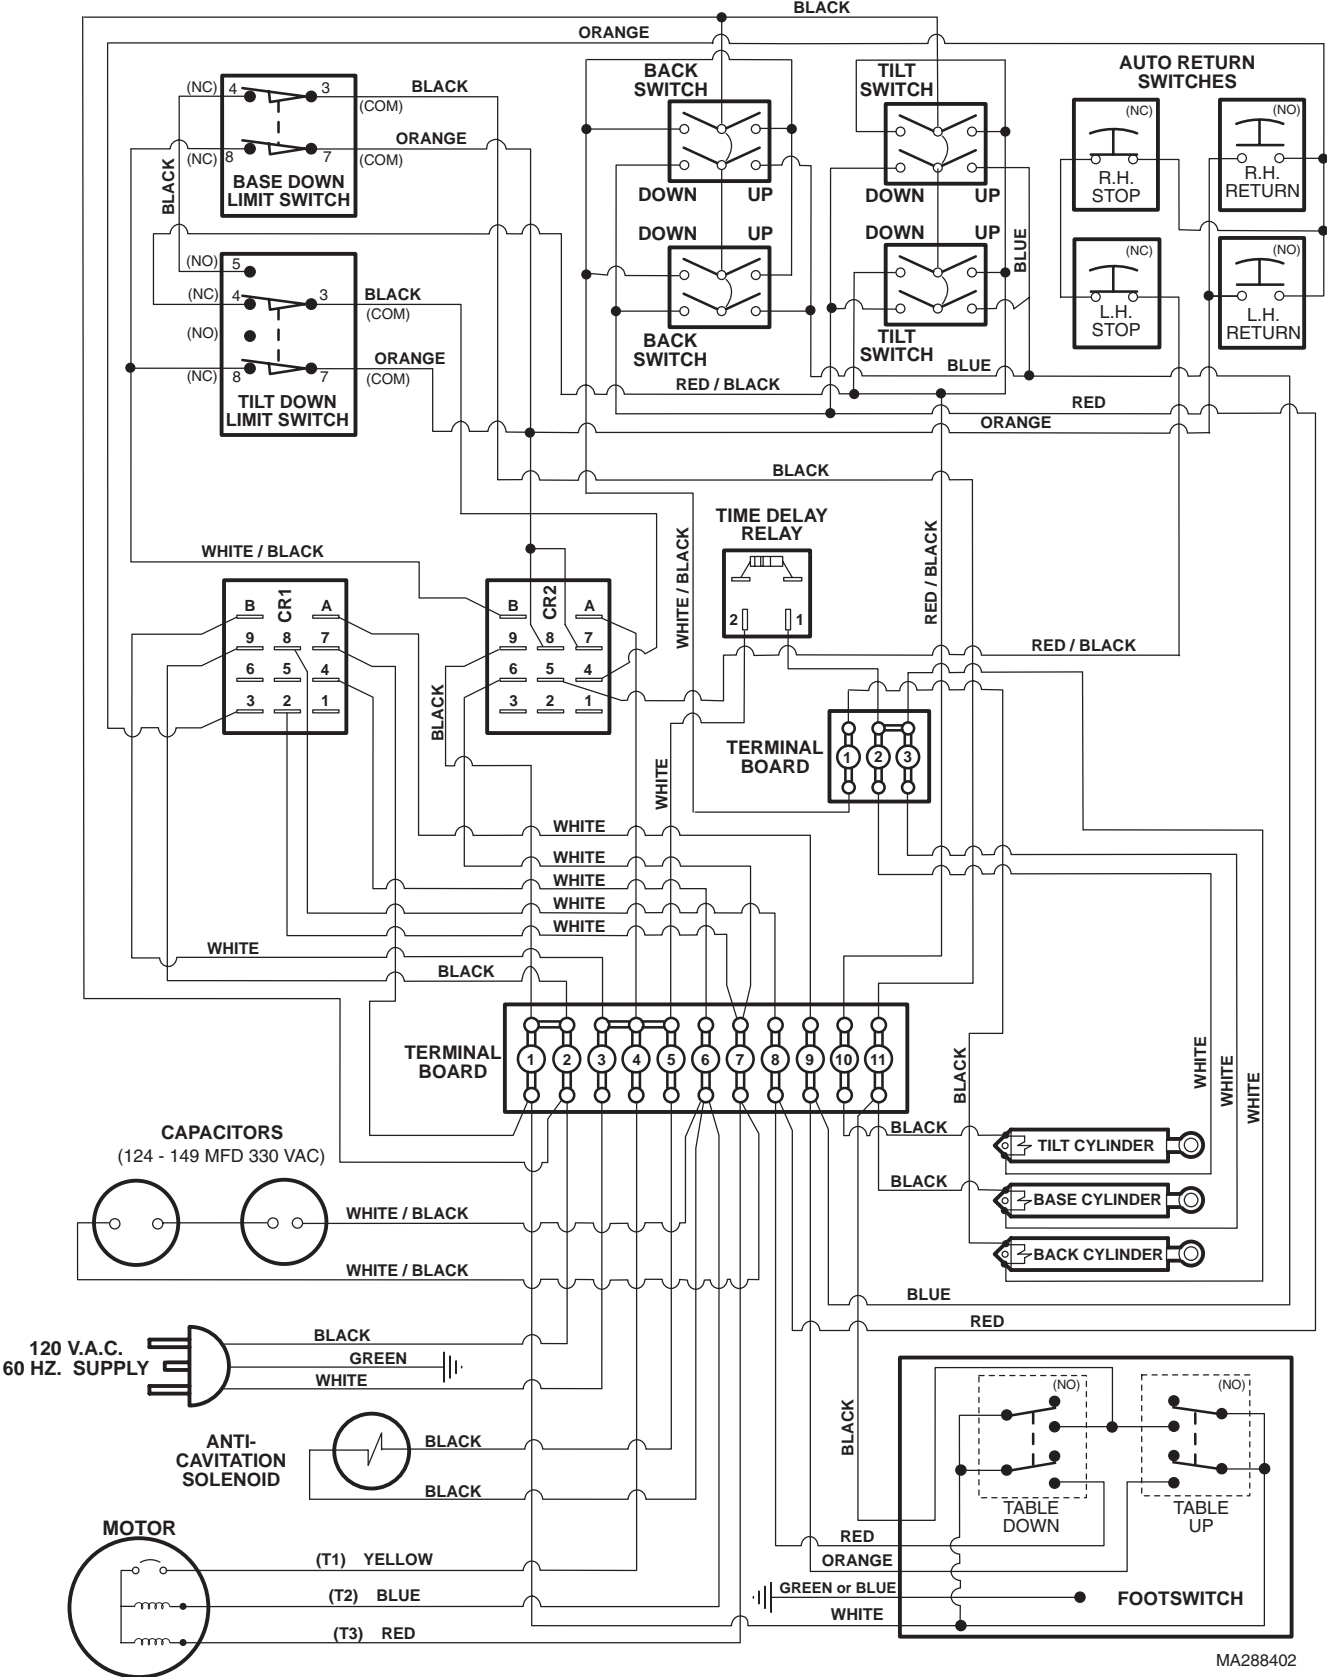 BLACK
ORANGE
BACK
SWITCH
TILT
SWITCH
AUTO RETURN
SWITCHES
(NC) 4 3 BLACK
(COM)
ORANGE
(NC) 8 7 (COM)
BASE DOWN
LIMIT SWITCH
BLACK
DOWN UP
DOWN UP
(NC)
R.H.
STOP
(NO)
R.H.
RETURN
DOWN UP
DOWN UP
BLUE
(NO) 5
(NC) 4 3 BLACK
(COM)
(NO)
ORANGE
(NC) 8 7 (COM)
TILT DOWN
LIMIT SWITCH
BACK
SWITCH
TILT
SWITCH
(NC)
L.H.
STOP
(NO)
L.H.
RETURN
BLUE
RED / BLACK
RED
ORANGE
BLACK
TIME DELAY
RELAY
2 1
WHITE / BLACK
WHITE / BLACK
RED / BLACK
RED / BLACK
B CR1 A
9 8 7
6 5 4
3 2 1
B CR2 A
9 8 7
6 5 4
3 2 1
BLACK
WHITE
TERMINAL
BOARD
1 2 3
WHITE
WHITE
WHITE
WHITE
WHITE
WHITE
BLACK
TERMINAL
BOARD
1 2 3 4 5 6 7 8 9 10 11
BLACK
WHITE
WHITE
WHITE
CAPACITORS
(124 - 149 MFD 330 VAC)
BLACK
TILT CYLINDER
BLACK
BASE CYLINDER
BACK CYLINDER
WHITE / BLACK
WHITE / BLACK
BLUE
RED
120 V.A.C.
60 HZ. SUPPLY
BLACK
GREEN
WHITE
ANTI-
CAVITATION
SOLENOID
BLACK
BLACK
BLACK
(NO)
TABLE
DOWN
(NO)
TABLE
UP
RED
ORANGE
GREEN or BLUE
WHITE
FOOTSWITCH
MOTOR
(T1) YELLOW
(T2) BLUE
(T3) RED
MA288402